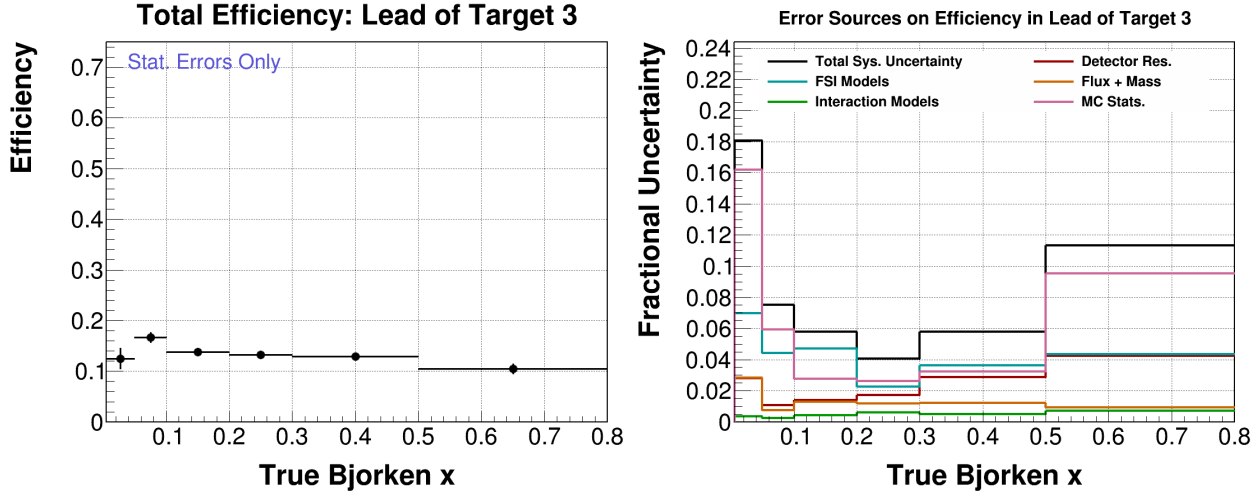 Total Efficiency: Lead of Target 3
Efficiency
Stat. Errors Only
0.7
0.6
0.5
0.4
0.3
0.2
0.1
0
0.1 0.2 0.3 0.4 0.5 0.6 0.7 0.8
True Bjorken x
Error Sources on Efficiency in Lead of Target 3
Fractional Uncertainty
Total Sys. Uncertainty
FSI Models
Interaction Models
Detector Res.
Flux + Mass
MC Stats.
0.24
0.22
0.2
0.18
0.16
0.14
0.12
0.1
0.08
0.06
0.04
0.02
0
0.1 0.2 0.3 0.4 0.5 0.6 0.7 0.8
True Bjorken x